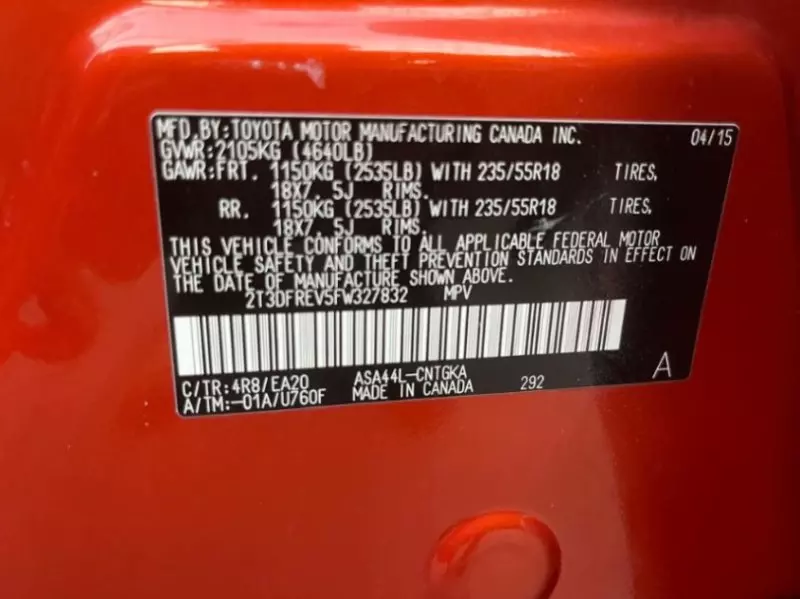 MFD.BY:TOYOTA MOTOR MANUFACTURING CANADA INC. 04/15
GVWR:2105KG (4640LB)
GAWR:FRT. 1150KG (2535LB) WITH 235/55R18 TIRES,
18X7. 5J RIMS.
RR. 1150KG (2535LB) WITH 235/55R18 TIRES,
18X7. 5J RIMS.
THIS VEHICLE CONFORMS TO ALL APPLICABLE FEDERAL MOTOR
VEHICLE SAFETY AND THEFT PREVENTION STANDARDS IN EFFECT ON
THE DATE OF MANUFACTURE SHOWN ABOVE.
2T3DFREV5FW327832 MPV
C/TR:4R8/EA20 ASA44L-CNTGKA
A/TM:-01A/U760F MADE IN CANADA 292 A